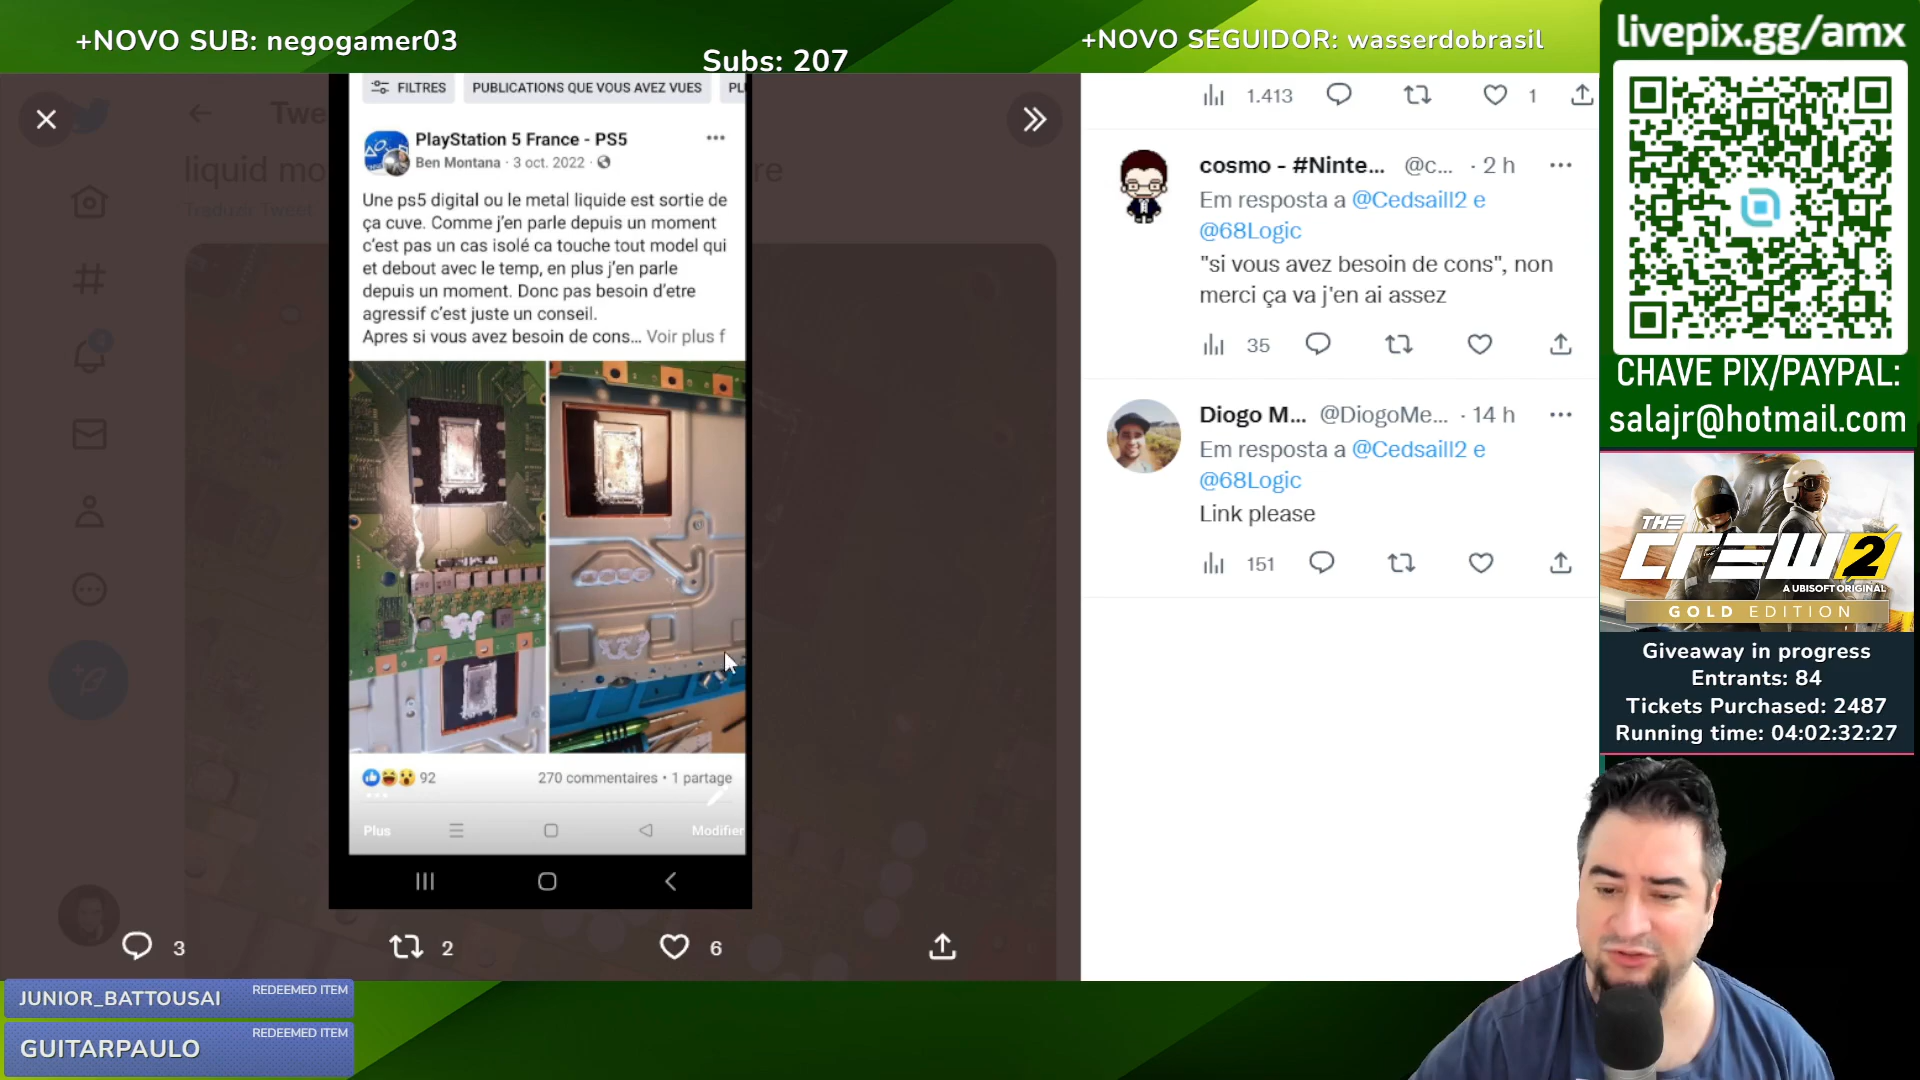 +NOVO SUB: negogamer03
Subs: 207
+NOVO SEGUIDOR: wasserdobrasil
livepix.gg/amx
CHAVE PIX/PAYPAL:
salajr@hotmail.com
THE
CREW 2
A UBISOFT ORIGINAL
GOLD EDITION
Giveaway in progress
Entrants: 84
Tickets Purchased: 2487
Running time: 04:02:32:27
Twe
liquid mo
re
Traduzir Tweet
FILTRES
PUBLICATIONS QUE VOUS AVEZ VUES
PLU
PlayStation 5 France - PS5
Ben Montana · 3 oct. 2022 ·
Une ps5 digital ou le metal liquide est sortie de
ça cuve. Comme j'en parle depuis un moment
c'est pas un cas isolé ca touche tout model qui
et debout avec le temp, en plus j'en parle
depuis un moment. Donc pas besoin d'etre
agressif c'est juste un conseil.
Apres si vous avez besoin de cons... Voir plus f
92
270 commentaires • 1 partage
Plus
Modifier
3
2
6
1.413
1
cosmo - #Ninte... @c... · 2 h
Em resposta a @Cedsaill2 e
@68Logic
"si vous avez besoin de cons", non
merci ça va j'en ai assez
35
Diogo M... @DiogoMe... · 14 h
Em resposta a @Cedsaill2 e
@68Logic
Link please
151
JUNIOR_BATTOUSAI
REDEEMED ITEM
GUITARPAULO
REDEEMED ITEM